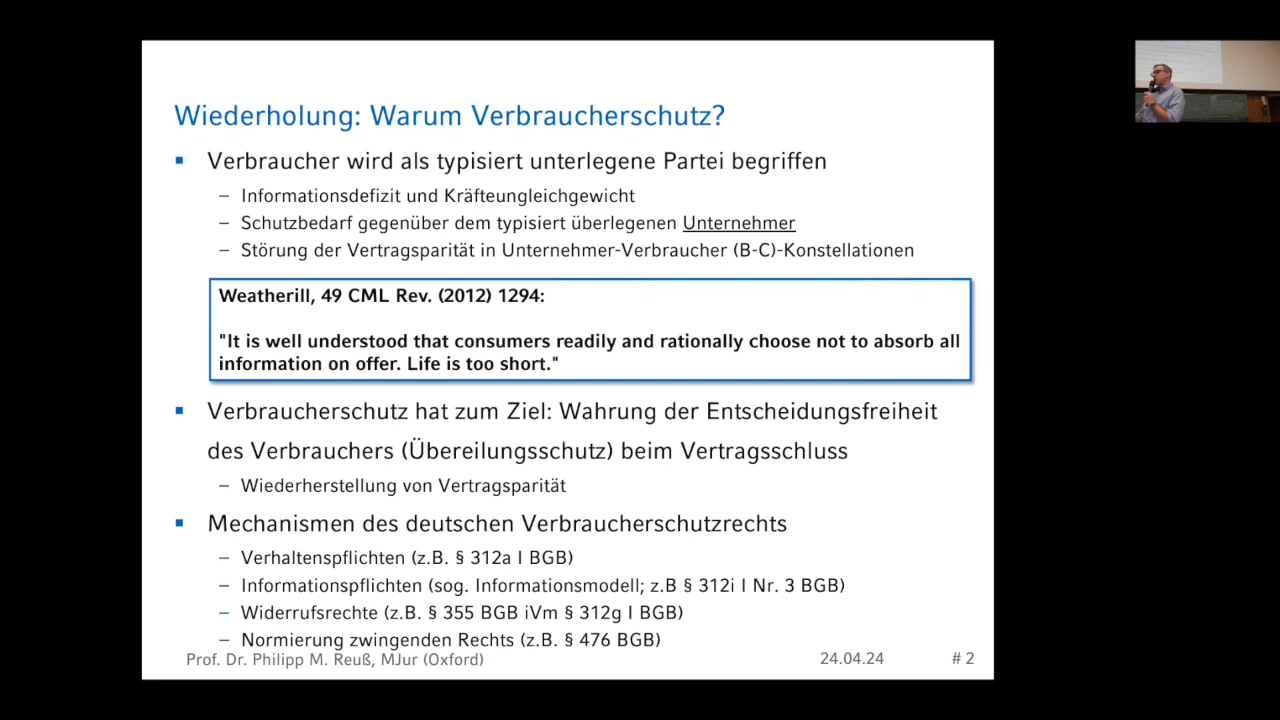 Wiederholung: Warum Verbraucherschutz?
▪ Verbraucher wird als typisiert unterlegene Partei begriffen
– Informationsdefizit und Kräfteungleichgewicht
– Schutzbedarf gegenüber dem typisiert überlegenen Unternehmer
– Störung der Vertragsparität in Unternehmer-Verbraucher (B-C)-Konstellationen
Weatherill, 49 CML Rev. (2012) 1294:
"It is well understood that consumers readily and rationally choose not to absorb all
information on offer. Life is too short."
▪ Verbraucherschutz hat zum Ziel: Wahrung der Entscheidungsfreiheit
des Verbrauchers (Übereilungsschutz) beim Vertragsschluss
– Wiederherstellung von Vertragsparität
▪ Mechanismen des deutschen Verbraucherschutzrechts
– Verhaltenspflichten (z.B. § 312a I BGB)
– Informationspflichten (sog. Informationsmodell; z.B § 312i I Nr. 3 BGB)
– Widerrufsrechte (z.B. § 355 BGB iVm § 312g I BGB)
– Normierung zwingenden Rechts (z.B. § 476 BGB)
Prof. Dr. Philipp M. Reuß, MJur (Oxford) 24.04.24 # 2